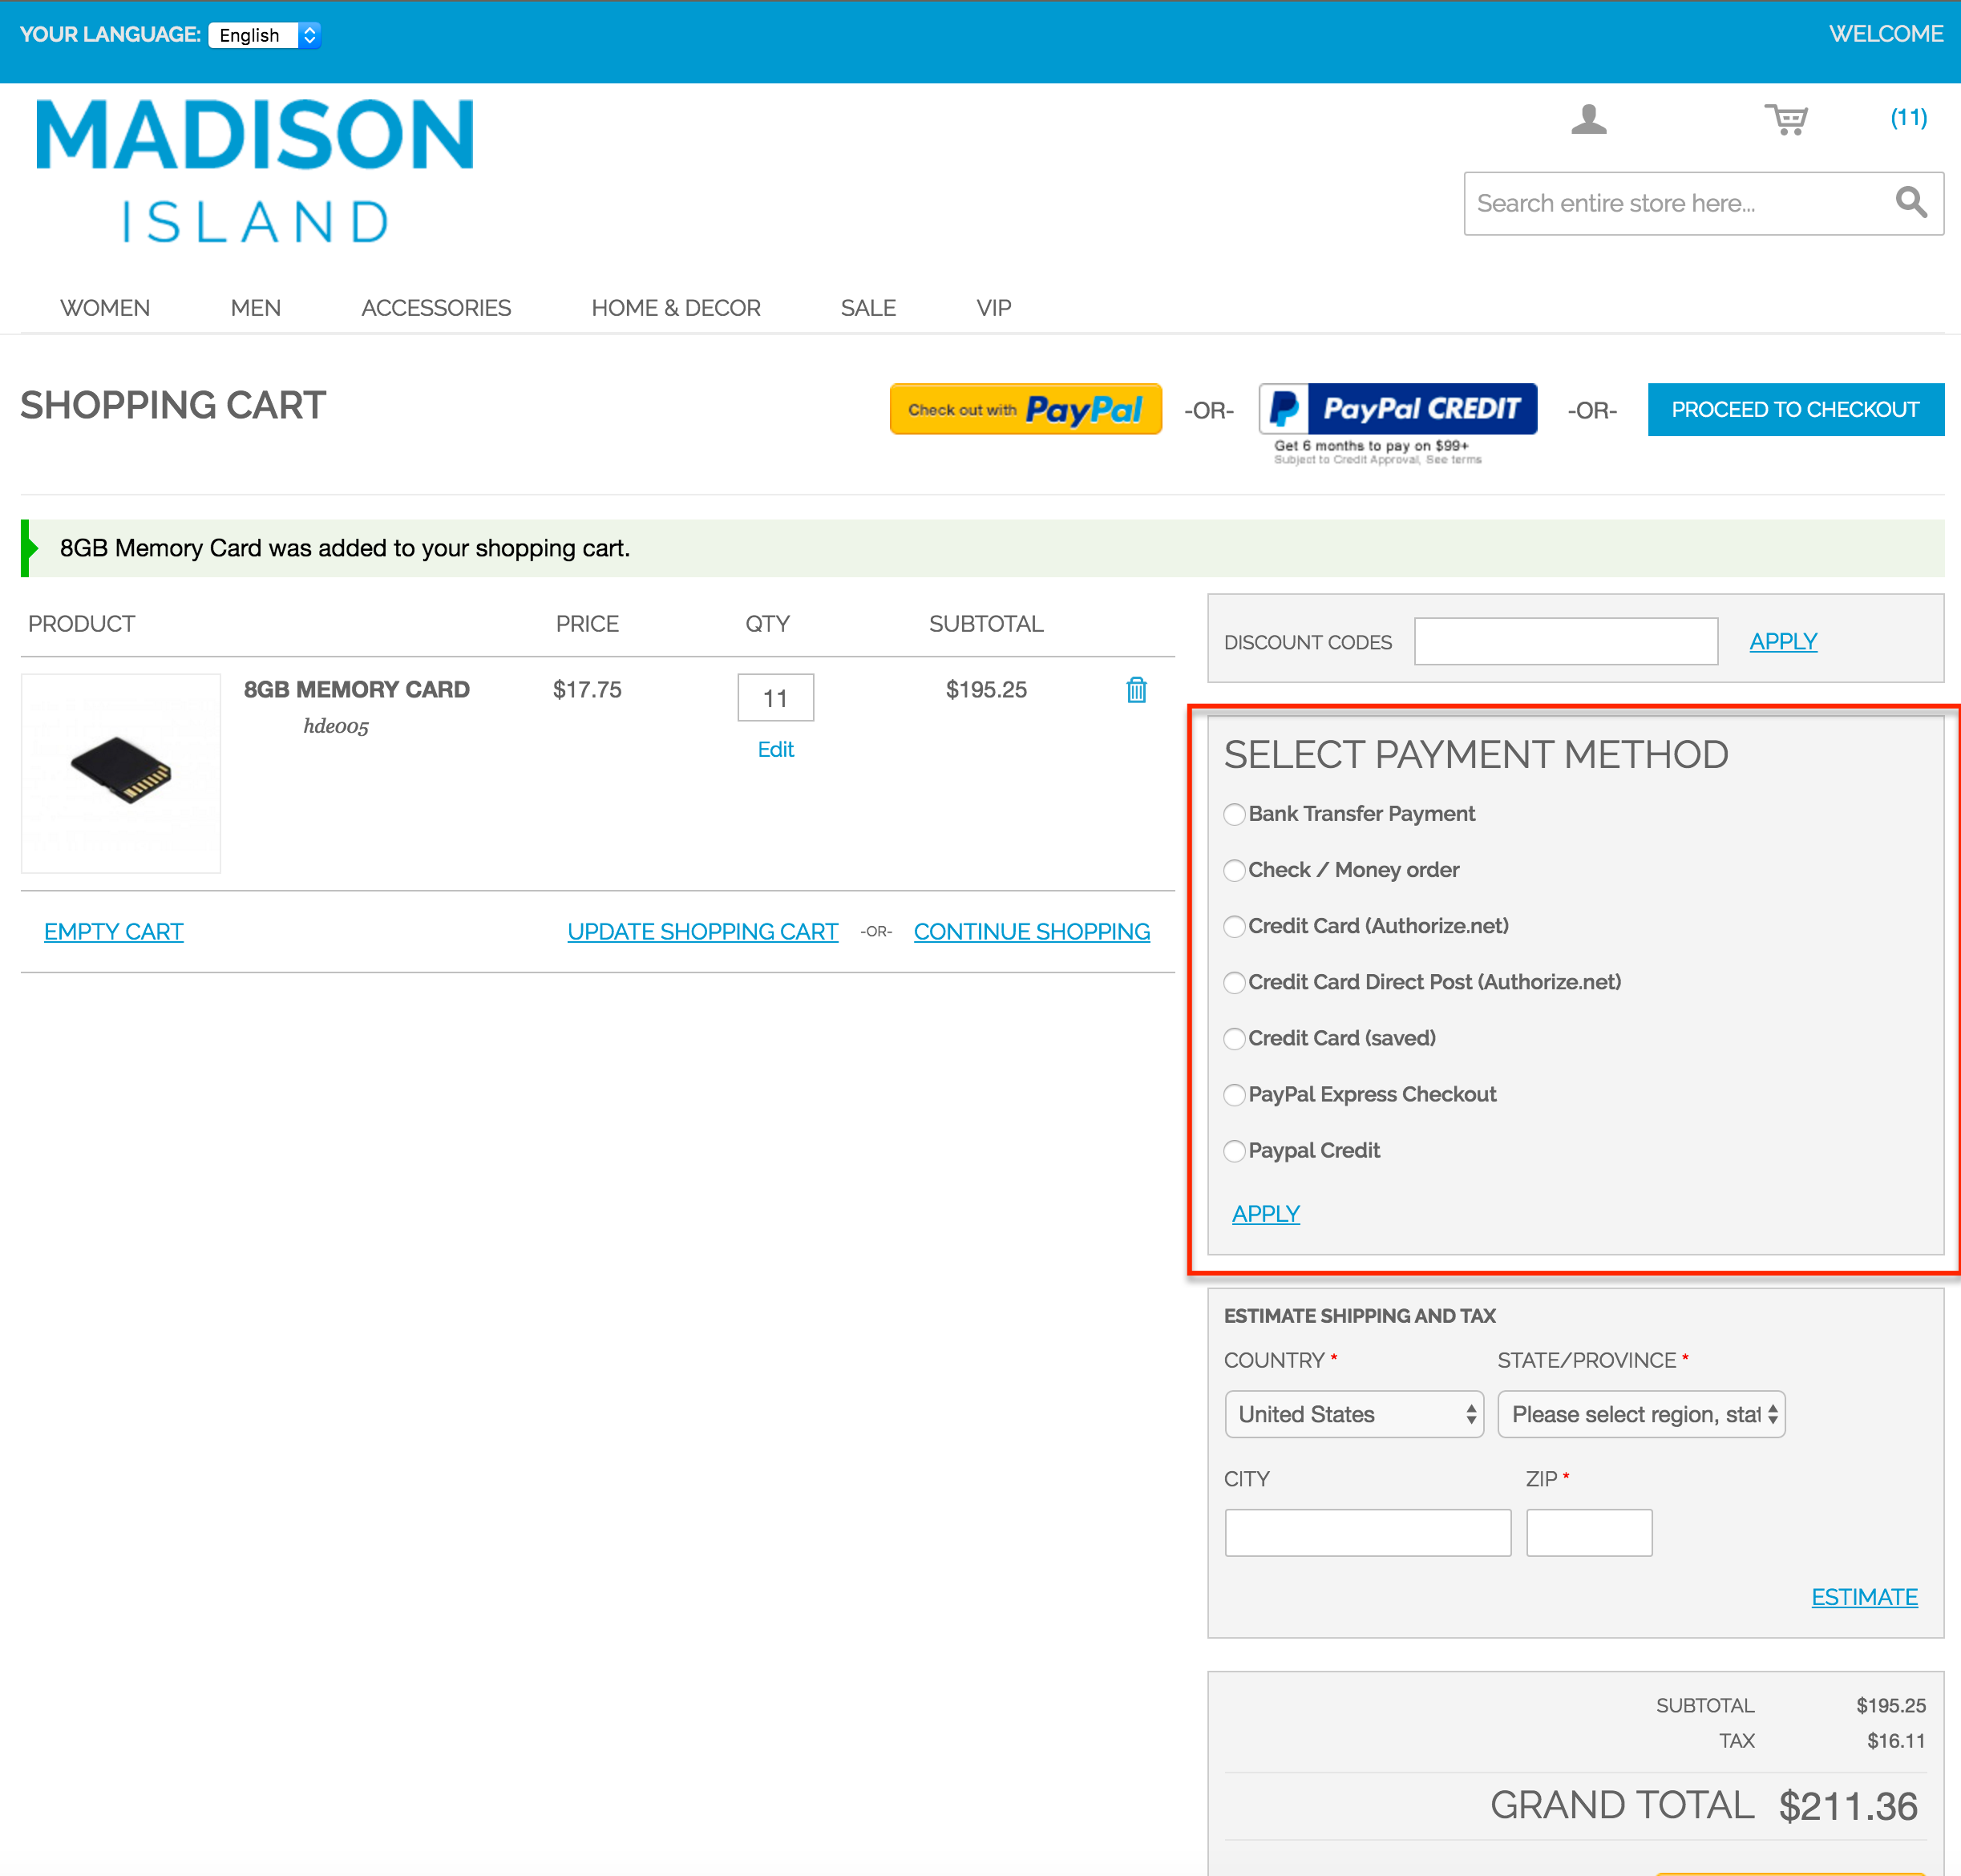 YOUR LANGUAGE: English
WELCOME
MADISON
ISLAND
(11)
Search entire store here...
WOMEN MEN ACCESSORIES HOME & DECOR SALE VIP
SHOPPING CART
Check out with PayPal -OR- PayPal CREDIT -OR- PROCEED TO CHECKOUT
Get 6 months to pay on $99+
Subject to Credit Approval, See terms
8GB Memory Card was added to your shopping cart.
PRODUCT PRICE QTY SUBTOTAL
8GB MEMORY CARD $17.75 11 $195.25
hde005
Edit
EMPTY CART UPDATE SHOPPING CART -OR- CONTINUE SHOPPING
DISCOUNT CODES APPLY
SELECT PAYMENT METHOD
Bank Transfer Payment
Check / Money order
Credit Card (Authorize.net)
Credit Card Direct Post (Authorize.net)
Credit Card (saved)
PayPal Express Checkout
Paypal Credit
APPLY
ESTIMATE SHIPPING AND TAX
COUNTRY * STATE/PROVINCE *
United States Please select region, stat
CITY ZIP *
ESTIMATE
SUBTOTAL $195.25
TAX $16.11
GRAND TOTAL $211.36